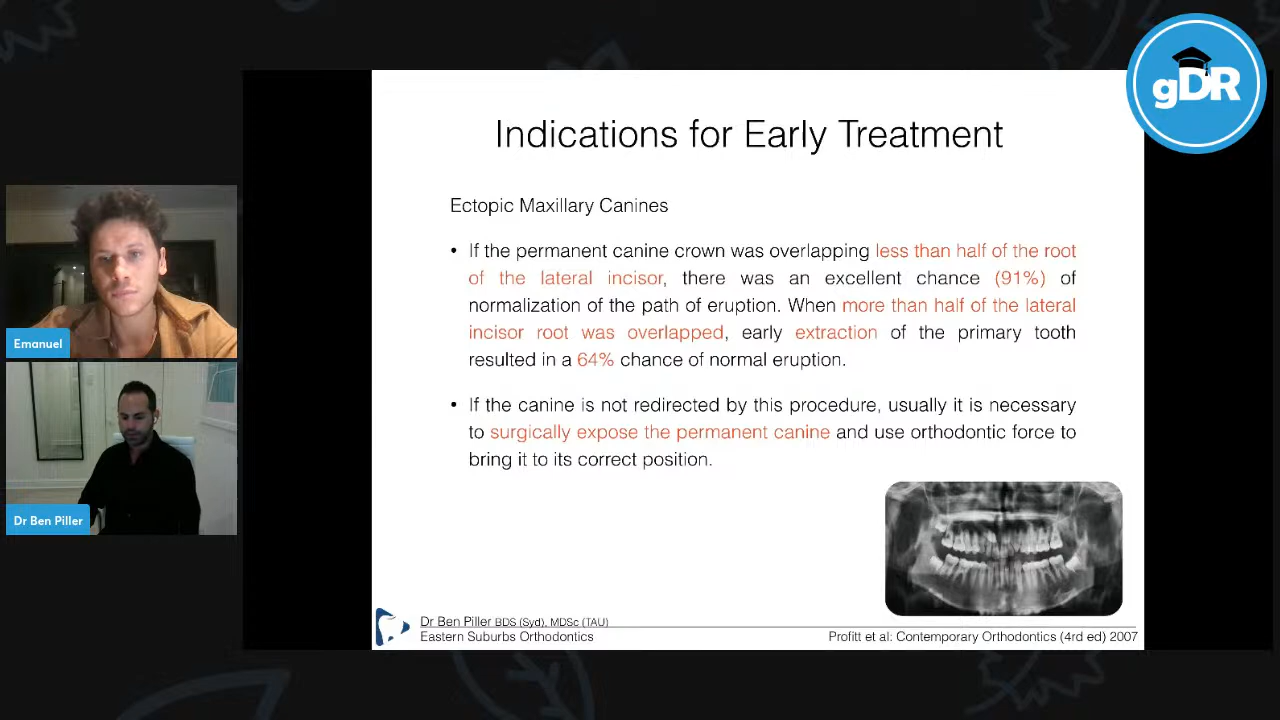 gDR
Indications for Early Treatment
Ectopic Maxillary Canines
• If the permanent canine crown was overlapping less than half of the root
of the lateral incisor, there was an excellent chance (91%) of
normalization of the path of eruption. When more than half of the lateral
incisor root was overlapped, early extraction of the primary tooth
resulted in a 64% chance of normal eruption.
• If the canine is not redirected by this procedure, usually it is necessary
to surgically expose the permanent canine and use orthodontic force to
bring it to its correct position.
Emanuel
Dr Ben Piller
Dr Ben Piller BDS (Syd), MDSc (TAU)
Eastern Suburbs Orthodontics
Profitt et al: Contemporary Orthodontics (4rd ed) 2007